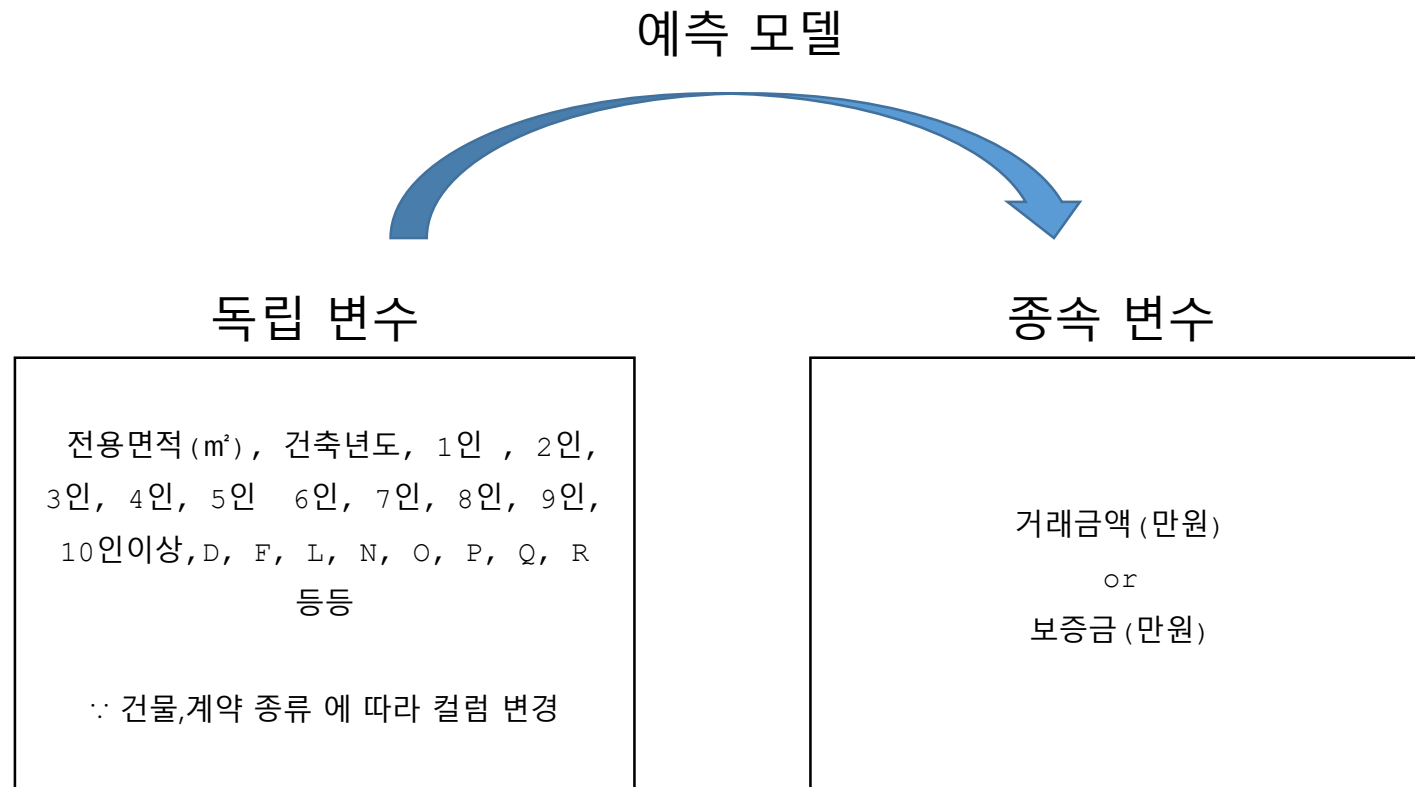 예측 모델
독립 변수
전용면적(㎡), 건축년도, 1인 , 2인,
3인, 4인, 5인  6인, 7인, 8인, 9인,
10인이상,D, F, L, N, O, P, Q, R
등등
∵ 건물,계약 종류 에 따라 컬럼 변경
종속 변수
거래금액(만원)
or
보증금(만원)